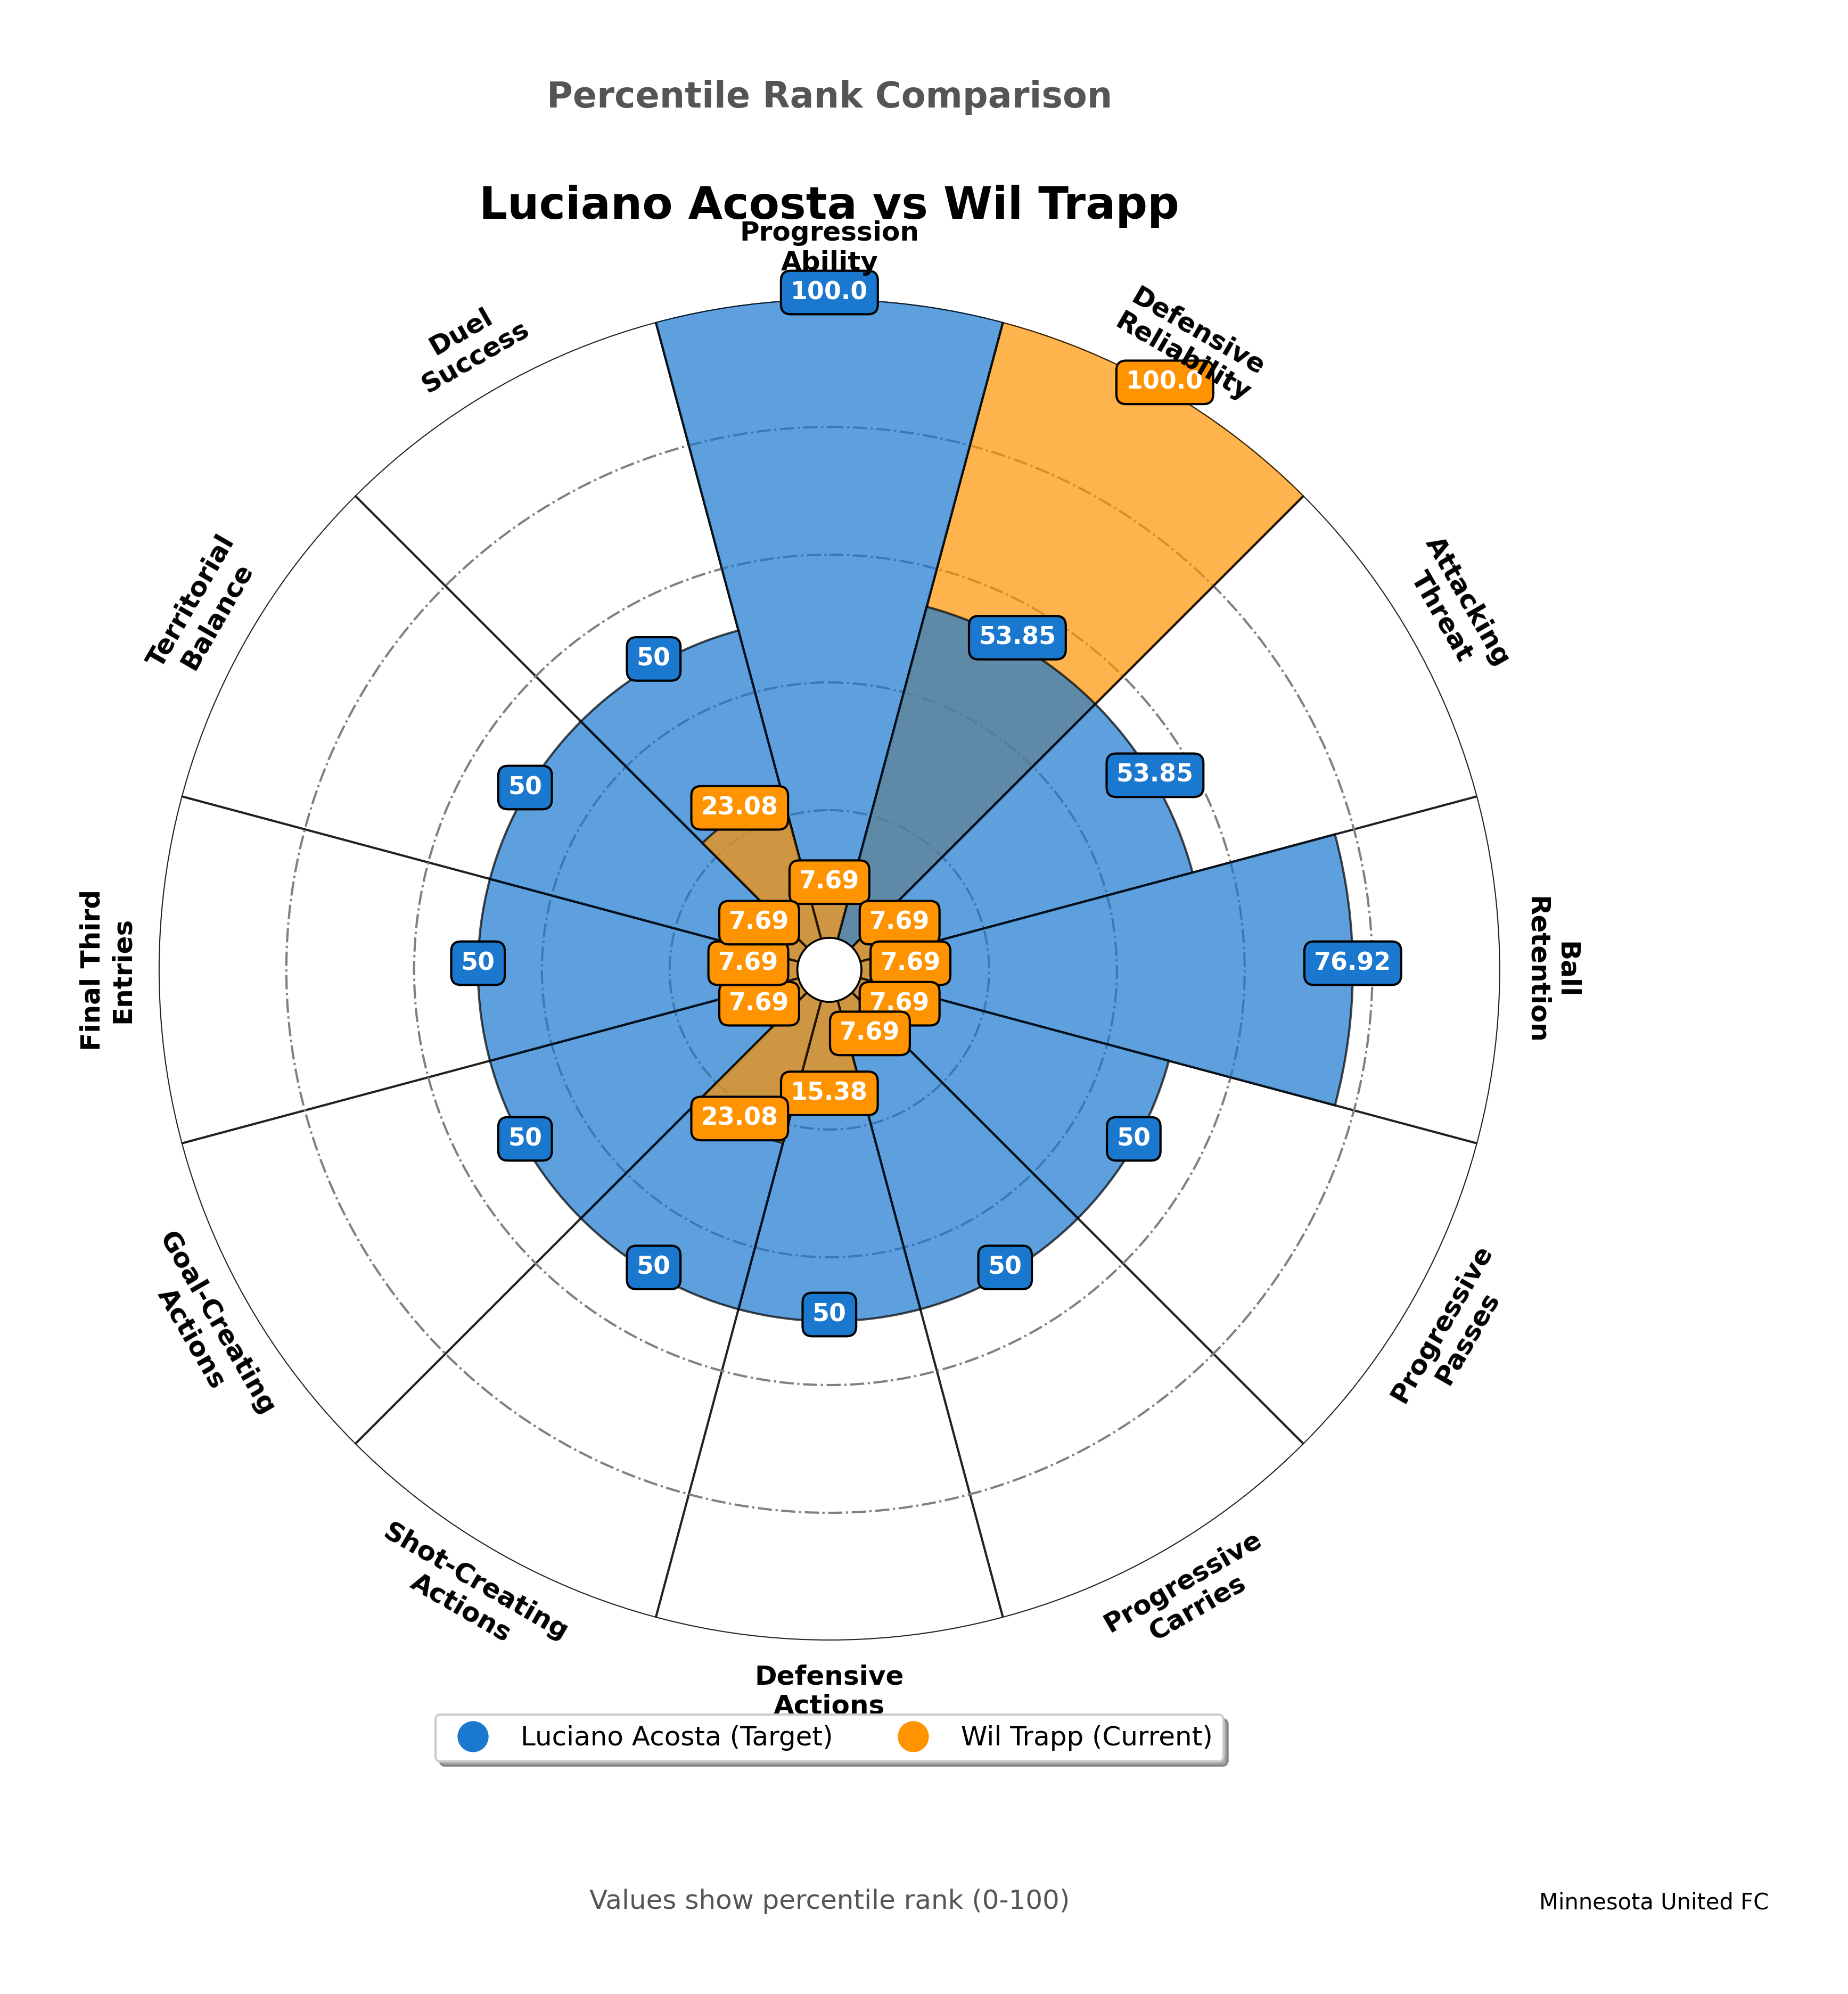 Percentile Rank Comparison
Luciano Acosta vs Wil Trapp
Progression
Ability
100.0
Defensive
Reliability
100.0
53.85
Attacking
Threat
53.85
7.69
Ball
Retention
76.92
7.69
Progressive
Passes
50
7.69
Progressive
Carries
50
7.69
Defensive
Actions
50
15.38
Shot-Creating
Actions
50
23.08
Goal-Creating
Actions
50
7.69
Final Third
Entries
50
7.69
Territorial
Balance
50
7.69
Duel
Success
50
23.08
7.69
Luciano Acosta (Target)
Wil Trapp (Current)
Values show percentile rank (0-100)
Minnesota United FC